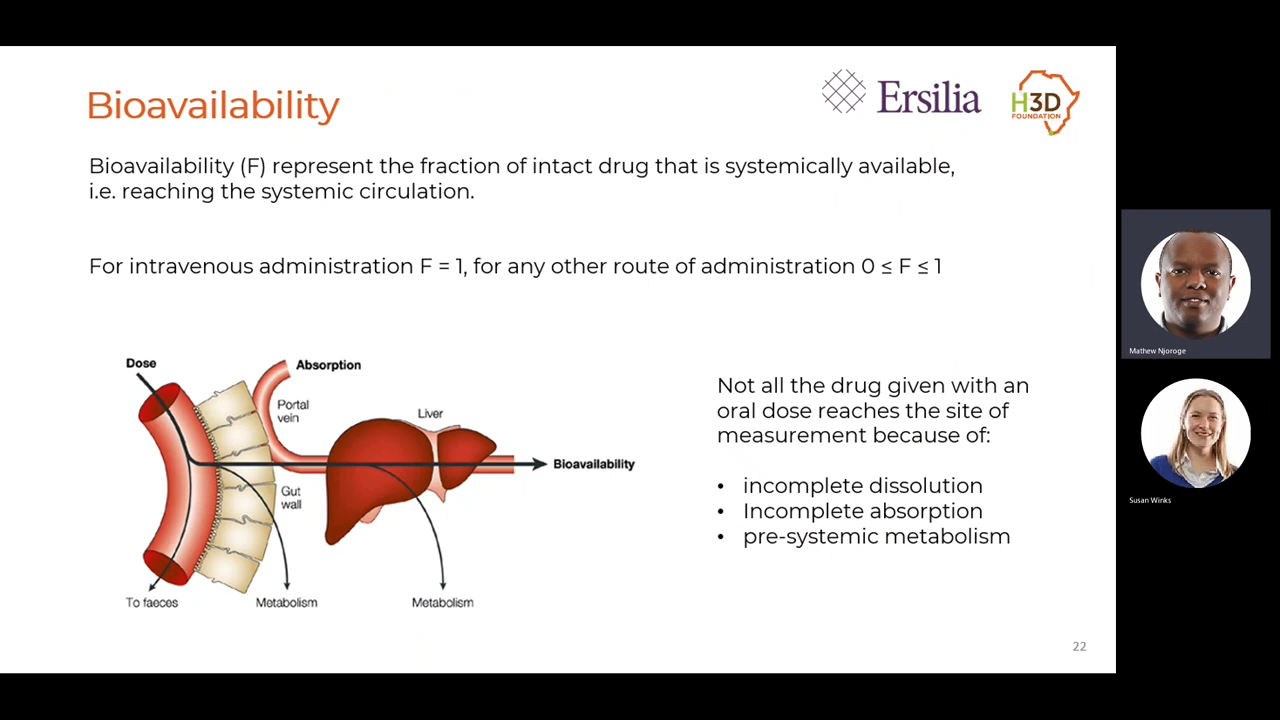 Bioavailability
Ersilia
H3D
FOUNDATION
Bioavailability (F) represent the fraction of intact drug that is systemically available,
i.e. reaching the systemic circulation.
For intravenous administration F = 1, for any other route of administration 0 ≤ F ≤ 1
Dose
Absorption
Portal
vein
Liver
Bioavailability
Gut
wall
To faeces
Metabolism
Metabolism
Not all the drug given with an
oral dose reaches the site of
measurement because of:
• incomplete dissolution
• Incomplete absorption
• pre-systemic metabolism
22
Mathew Njoroge
Susan Winks